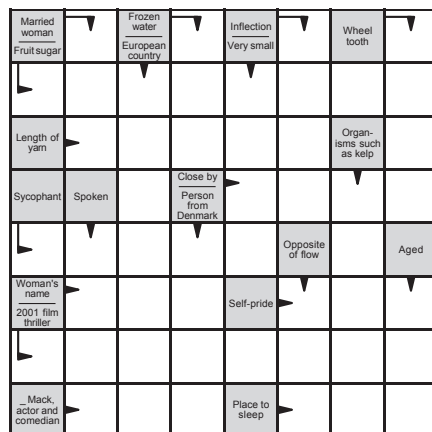 Married
woman
Fruit sugar
Frozen
water
European
country
Inflection
Very small
Wheel
tooth
Length of
yarn
Organ-
isms such
as kelp
Sycophant
Spoken
Close by
Person
from
Denmark
Opposite
of flow
Aged
Woman's
name
2001 film
thriller
Self-pride
_ Mack,
actor and
comedian
Place to
sleep